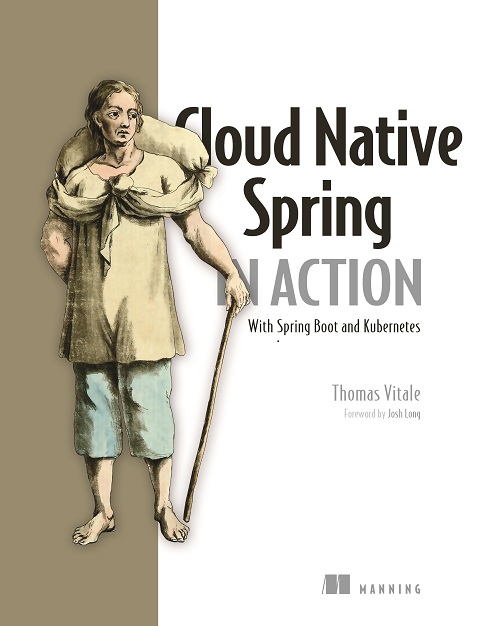 Cloud Native
Spring
IN ACTION
With Spring Boot and Kubernetes
Thomas Vitale
Foreword by Josh Long
MANNING